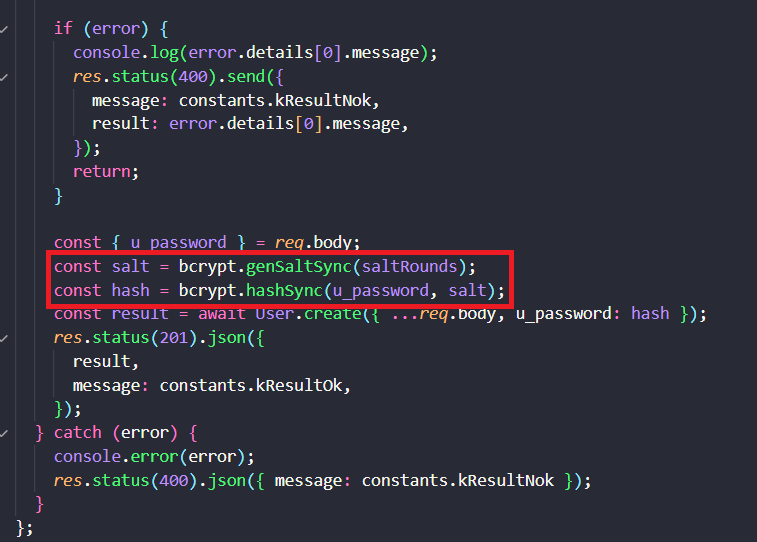 if (error) {
console.log(error.details[0].message);
res.status(400).send({
message: constants.kResultNok,
result: error.details[0].message,
});
return;
}
const { u_password } = req.body;
const salt = bcrypt.genSaltSync(saltRounds);
const hash = bcrypt.hashSync(u_password, salt);
const result = await User.create({ ...req.body, u_password: hash });
res.status(201).json({
result,
message: constants.kResultOk,
});
} catch (error) {
console.error(error);
res.status(400).json({ message: constants.kResultNok });
}
};